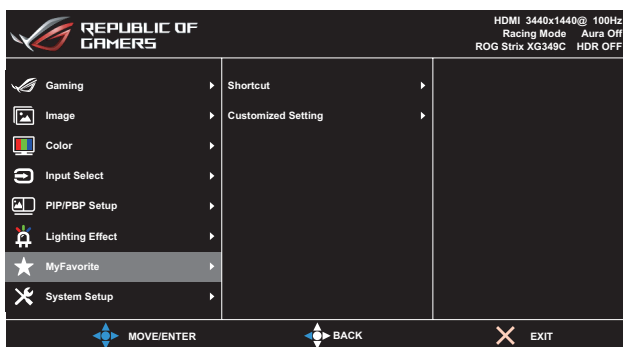 REPUBLIC OF
GAMERS
HDMI 3440x1440@ 100Hz
Racing Mode Aura Off
ROG Strix XG349C HDR OFF
Gaming
Shortcut
Image
Customized Setting
Color
Input Select
PIP/PBP Setup
Lighting Effect
MyFavorite
System Setup
MOVE/ENTER
BACK
EXIT